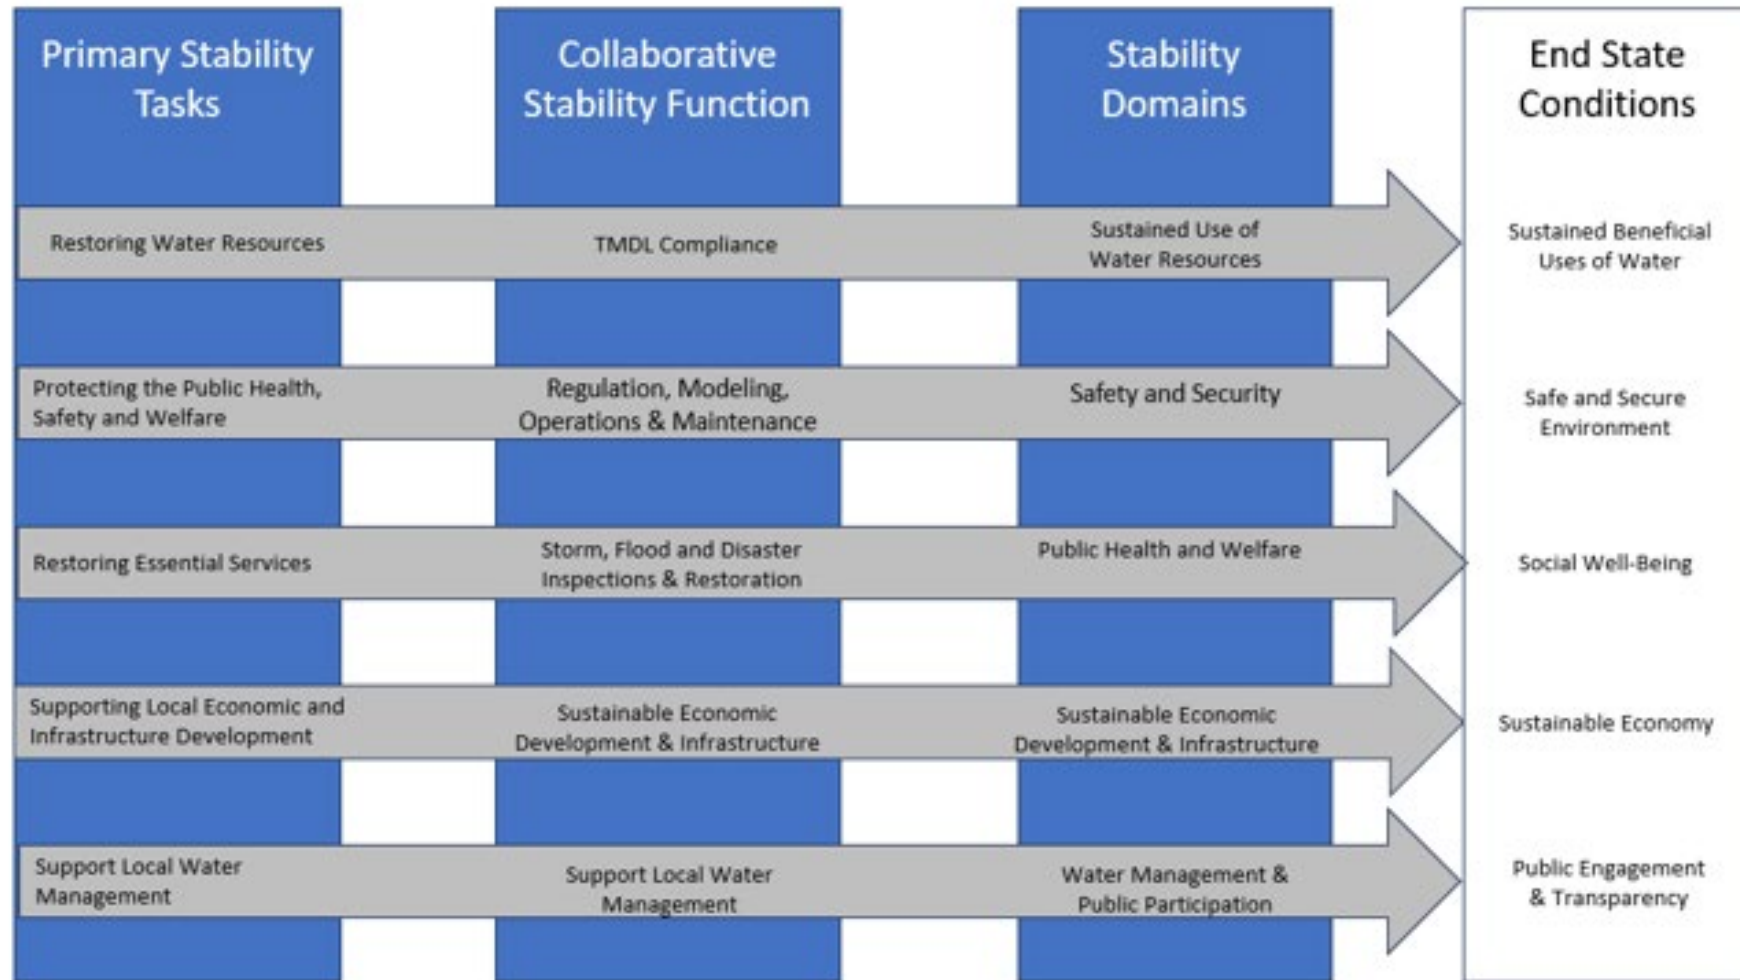 Primary Stability
Tasks
Collaborative
Stability Function
Stability
Domains
End State
Conditions
Restoring Water Resources
TMDL Compliance
Sustained Use of
Water Resources
Sustained Beneficial
Uses of Water
Protecting the Public Health,
Safety and Welfare
Regulation, Modeling,
Operations & Maintenance
Safety and Security
Safe and Secure
Environment
Restoring Essential Services
Storm, Flood and Disaster
Inspections & Restoration
Public Health and Welfare
Social Well-Being
Supporting Local Economic and
Infrastructure Development
Sustainable Economic
Development & Infrastructure
Sustainable Economic
Development & Infrastructure
Sustainable Economy
Support Local Water
Management
Support Local Water
Management
Water Management &
Public Participation
Public Engagement
& Transparency